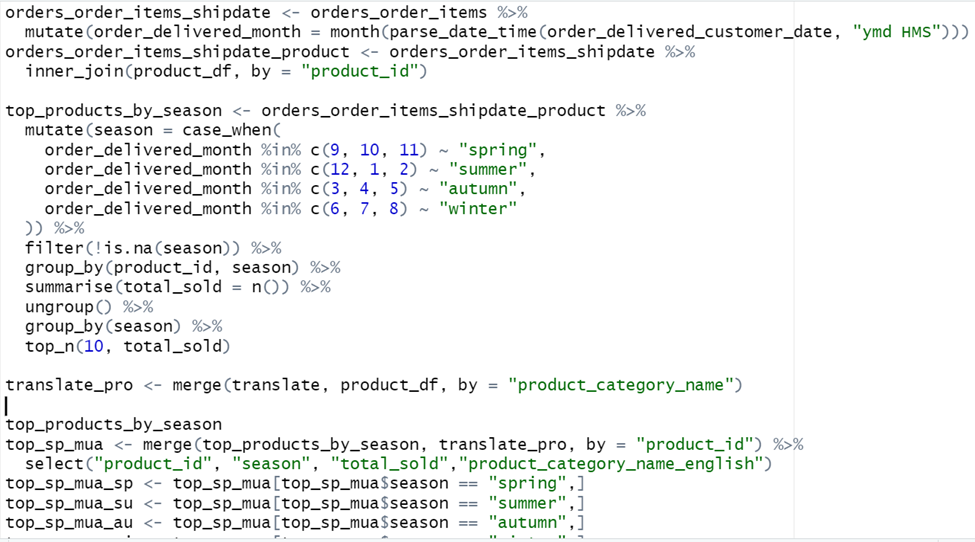 orders_order_items_shipdate <- orders_order_items %>%
  mutate(order_delivered_month = month(parse_date_time(order_delivered_customer_date, "ymd HMS")))
orders_order_items_shipdate_product <- orders_order_items_shipdate %>%
  inner_join(product_df, by = "product_id")

top_products_by_season <- orders_order_items_shipdate_product %>%
  mutate(season = case_when(
    order_delivered_month %in% c(9, 10, 11) ~ "spring",
    order_delivered_month %in% c(12, 1, 2) ~ "summer",
    order_delivered_month %in% c(3, 4, 5) ~ "autumn",
    order_delivered_month %in% c(6, 7, 8) ~ "winter"
  )) %>%
  filter(!is.na(season)) %>%
  group_by(product_id, season) %>%
  summarise(total_sold = n()) %>%
  ungroup() %>%
  group_by(season) %>%
  top_n(10, total_sold)

translate_pro <- merge(translate, product_df, by = "product_category_name")

top_products_by_season
top_sp_mua <- merge(top_products_by_season, translate_pro, by = "product_id") %>%
  select("product_id", "season", "total_sold","product_category_name_english")
top_sp_mua_sp <- top_sp_mua[top_sp_mua$season == "spring",]
top_sp_mua_su <- top_sp_mua[top_sp_mua$season == "summer",]
top_sp_mua_au <- top_sp_mua[top_sp_mua$season == "autumn",]